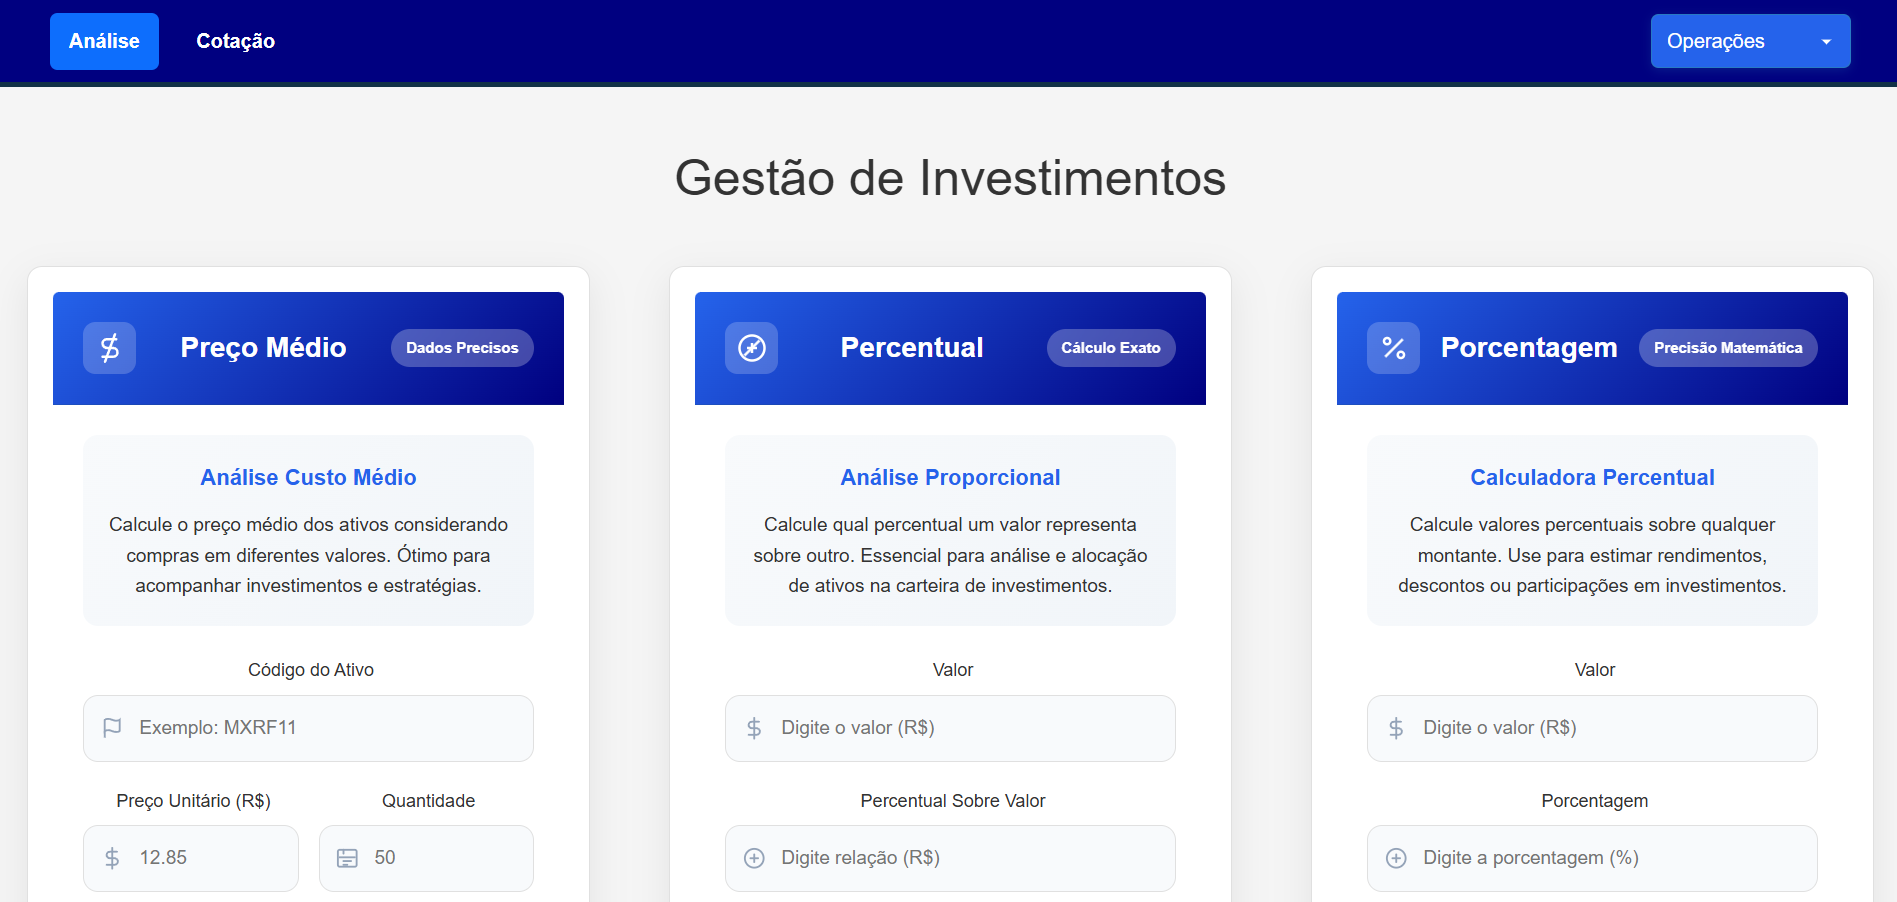 Análise
Cotação
Operações
Gestão de Investimentos
Preço Médio
Dados Precisos
Análise Custo Médio
Calcule o preço médio dos ativos considerando
compras em diferentes valores. Ótimo para
acompanhar investimentos e estratégias.
Código do Ativo
Exemplo: MXRF11
Preço Unitário (R$)
Quantidade
12.85
50
Percentual
Cálculo Exato
Análise Proporcional
Calcule qual percentual um valor representa
sobre outro. Essencial para análise e alocação
de ativos na carteira de investimentos.
Valor
Digite o valor (R$)
Percentual Sobre Valor
Digite relação (R$)
Porcentagem
Precisão Matemática
Calculadora Percentual
Calcule valores percentuais sobre qualquer
montante. Use para estimar rendimentos,
descontos ou participações em investimentos.
Valor
Digite o valor (R$)
Porcentagem
Digite a porcentagem (%)